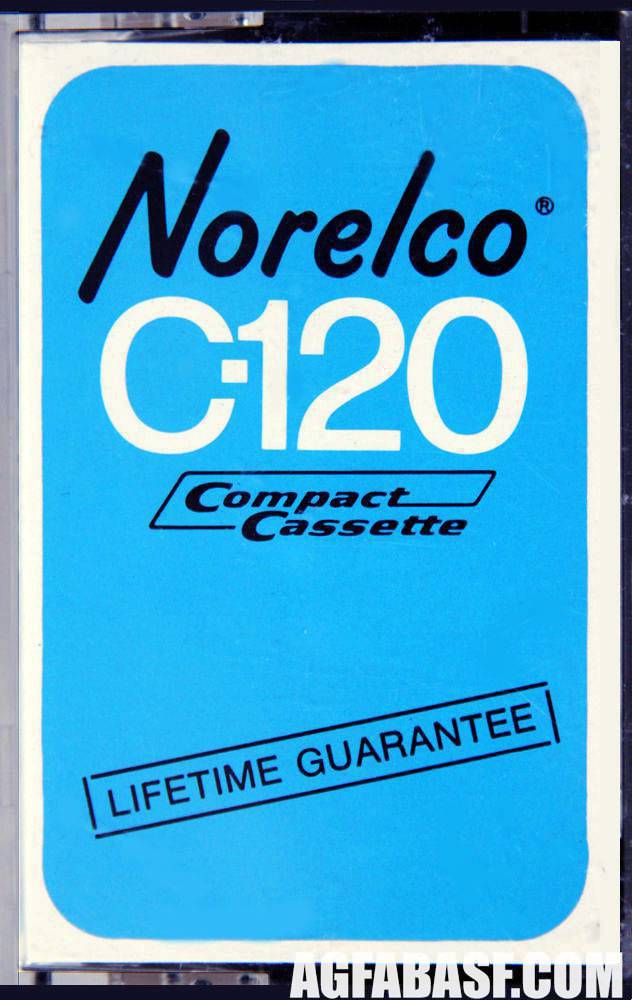 Norelco®
C-120
Compact
Cassette
LIFETIME GUARANTEE
AGFABASF.COM